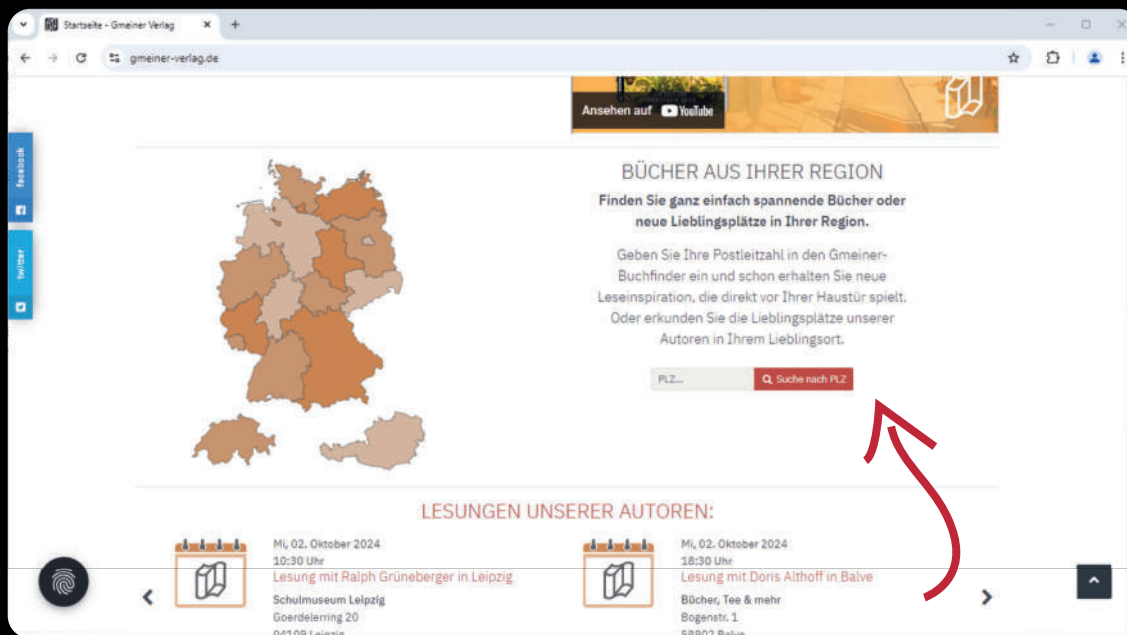 Startseite - Gmeiner Verlag
gmeiner-verlag.de
Ansehen auf YouTube
facebook
twitter
BÜCHER AUS IHRER REGION
Finden Sie ganz einfach spannende Bücher oder
neue Lieblingsplätze in Ihrer Region.
Geben Sie Ihre Postleitzahl in den Gmeiner-
Buchfinder ein und schon erhalten Sie neue
Leseinspiration, die direkt vor Ihrer Haustür spielt.
Oder erkunden Sie die Lieblingsplätze unserer
Autoren in Ihrem Lieblingsort.
PLZ... Suche nach PLZ
LESUNGEN UNSERER AUTOREN:
Mi, 02. Oktober 2024
10:30 Uhr
Lesung mit Ralph Grüneberger in Leipzig
Schulmuseum Leipzig
Goerdelerring 20
04109 Leipzig
Mi, 02. Oktober 2024
18:30 Uhr
Lesung mit Doris Althoff in Balve
Bücher, Tee & mehr
Bogenstr. 1
58802 Balve